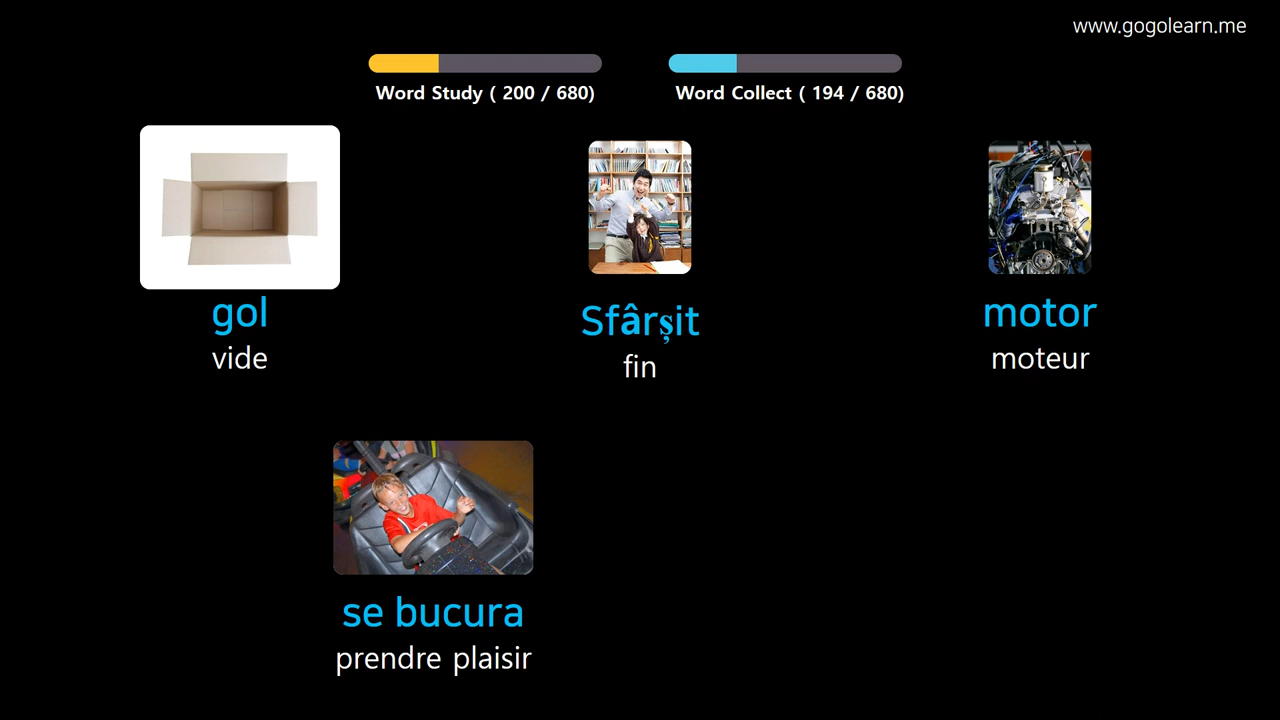 www.gogolearn.me
Word Study ( 200 / 680)
Word Collect ( 194 / 680)
gol
vide
Sfârșit
fin
motor
moteur
se bucura
prendre plaisir